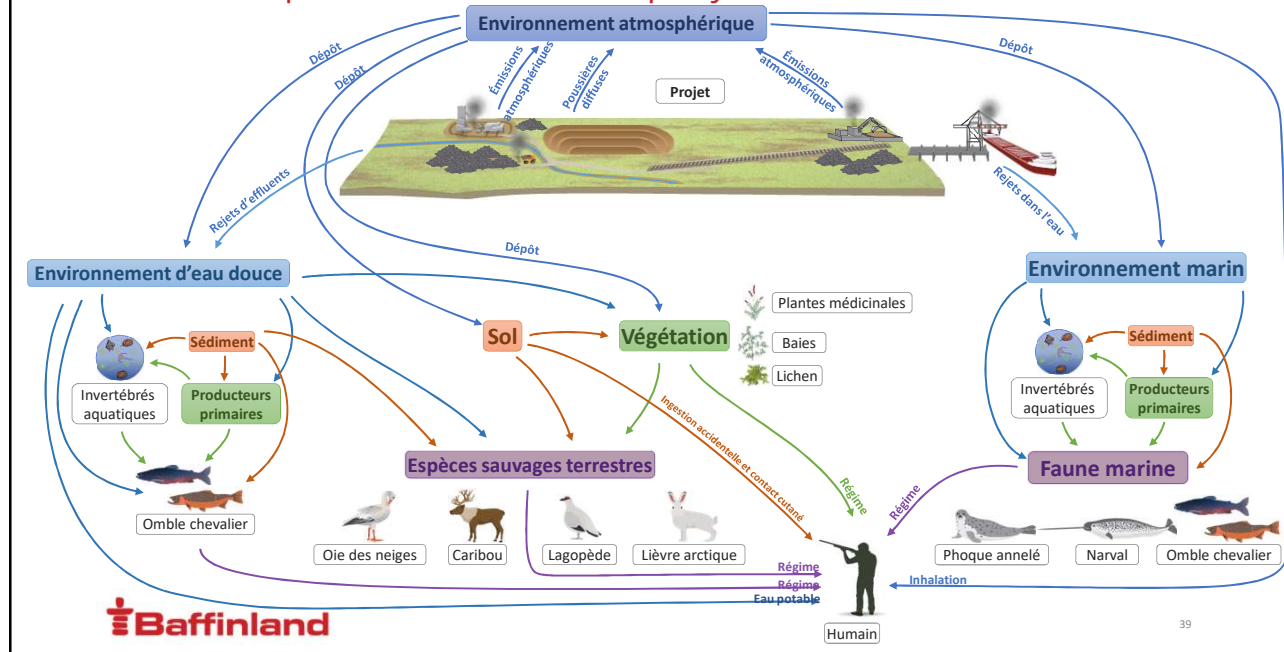 Environnement atmosphérique
Dépôt
Dépôt
Dépôt
Émissions
atmosphériques
Poussières
diffuses
Émissions
atmosphériques
Projet
Rejets d'effluents
Rejets dans l'eau
Dépôt
Environnement d'eau douce
Environnement marin
Sol
Végétation
Plantes médicinales
Baies
Lichen
Sédiment
Invertébrés
aquatiques
Producteurs
primaires
Sédiment
Invertébrés
aquatiques
Producteurs
primaires
Ingestion accidentelle et contact cutané
Régime
Espèces sauvages terrestres
Faune marine
Régime
Omble chevalier
Oie des neiges
Caribou
Lagopède
Lièvre arctique
Phoque annelé
Narval
Omble chevalier
Régime
Régime
Eau potable
Inhalation
Humain
Baffinland
39